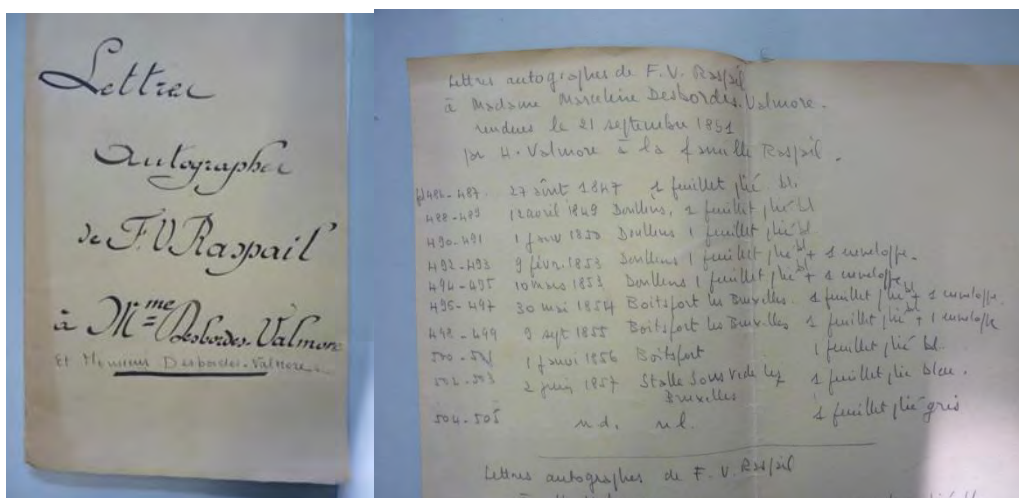 Lettres
Autographes
de F. V. Raspail
à Mme Desbordes-Valmore
Et Monsieur Desbordes-Valmore
Lettres autographes de F. V. Raspail
à Madame Marceline Desbordes-Valmore.
rendues le 21 septembre 1891
par H. Valmore à la famille Raspail.
486-487. 27 août 1847 1 feuillet plié bl.
488-489 12 avril 1849 Doullens, 1 feuillet plié bl
490-491 1 janv 1850 Doullens 1 feuillet plié bl
492-493 9 févr. 1853 Doullens 1 feuillet plié bl + 1 enveloppe.
494-495 10 mars 1853 Doullens 1 feuillet plié bl + 1 enveloppe
495-497 30 mai 1854 Boitsfort les Bruxelles. 1 feuillet plié bl + 1 enveloppe.
498-499 9 sept 1855 Boitsfort les Bruxelles 1 feuillet plié bl + 1 enveloppe
500-501 1 janvi 1856 Boitsfort 1 feuillet plié bl.
502-503 2 juin 1857 Stalle Sous Uccle les 1 feuillet plié bleu.
Bruxelles
504-505 n.d. n.l. 1 feuillet plié gris
Lettres autographes de F. V. Raspail